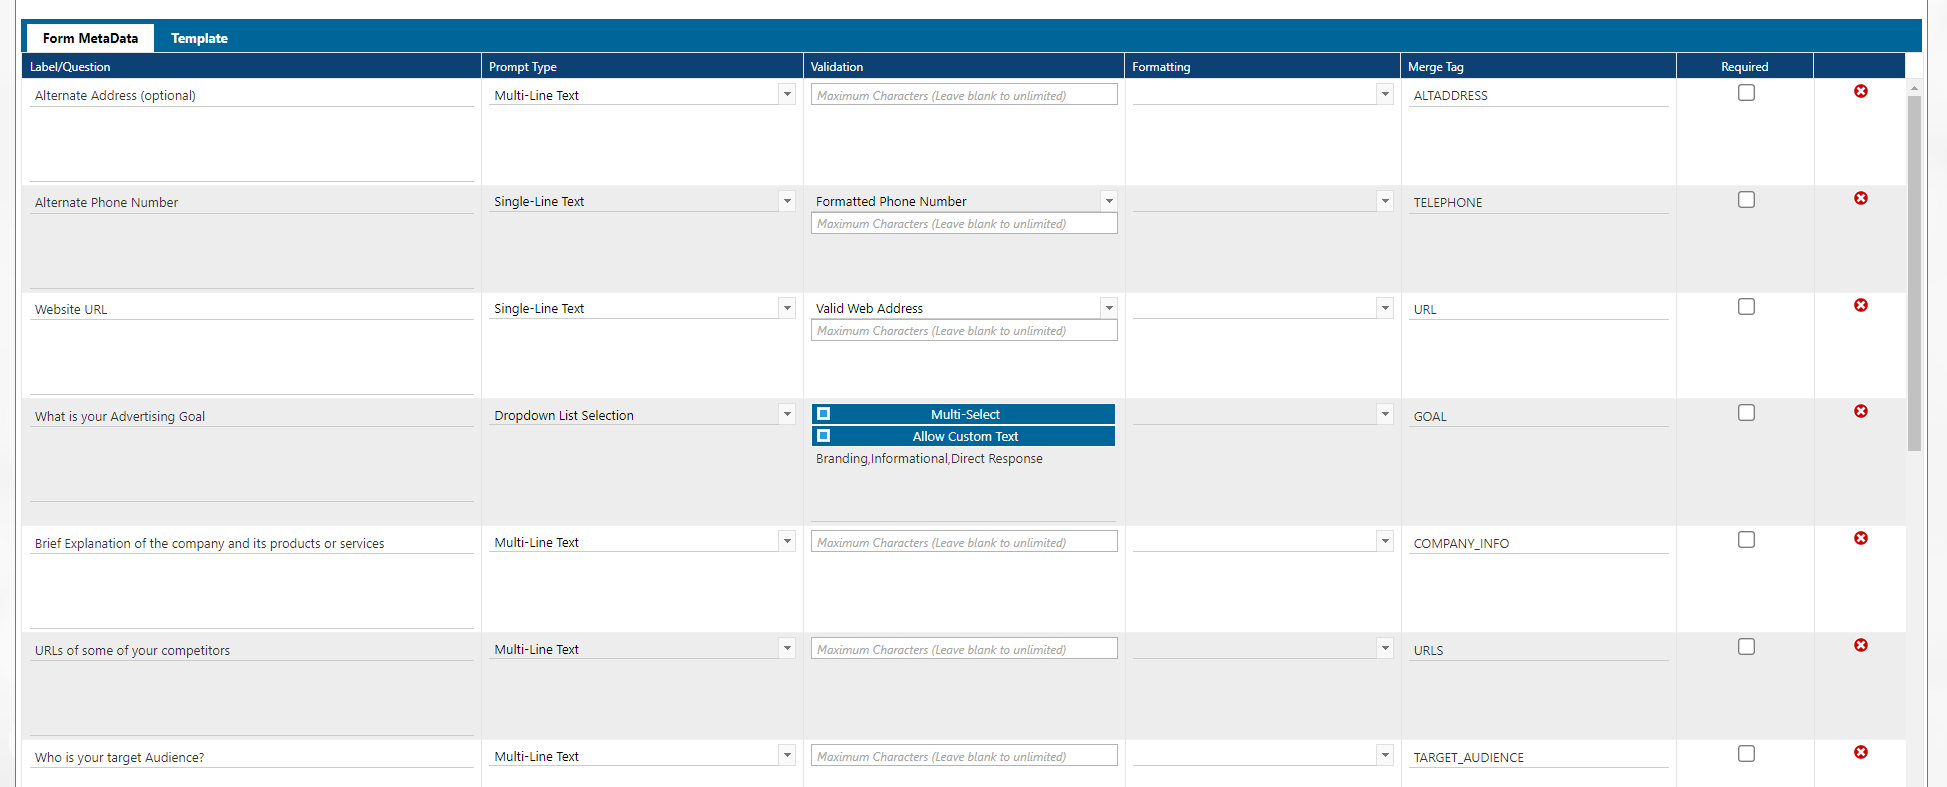 Form MetaData Template
Label/Question Prompt Type Validation Formatting Merge Tag Required
Alternate Address (optional) Multi-Line Text Maximum Characters (Leave blank to unlimited) ALTADDRESS
Alternate Phone Number Single-Line Text Formatted Phone Number TELEPHONE
Maximum Characters (Leave blank to unlimited)
Website URL Single-Line Text Valid Web Address URL
Maximum Characters (Leave blank to unlimited)
What is your Advertising Goal Dropdown List Selection Multi-Select GOAL
Allow Custom Text
Branding,Informational,Direct Response
Brief Explanation of the company and its products or services Multi-Line Text Maximum Characters (Leave blank to unlimited) COMPANY_INFO
URLs of some of your competitors Multi-Line Text Maximum Characters (Leave blank to unlimited) URLS
Who is your target Audience? Multi-Line Text Maximum Characters (Leave blank to unlimited) TARGET_AUDIENCE